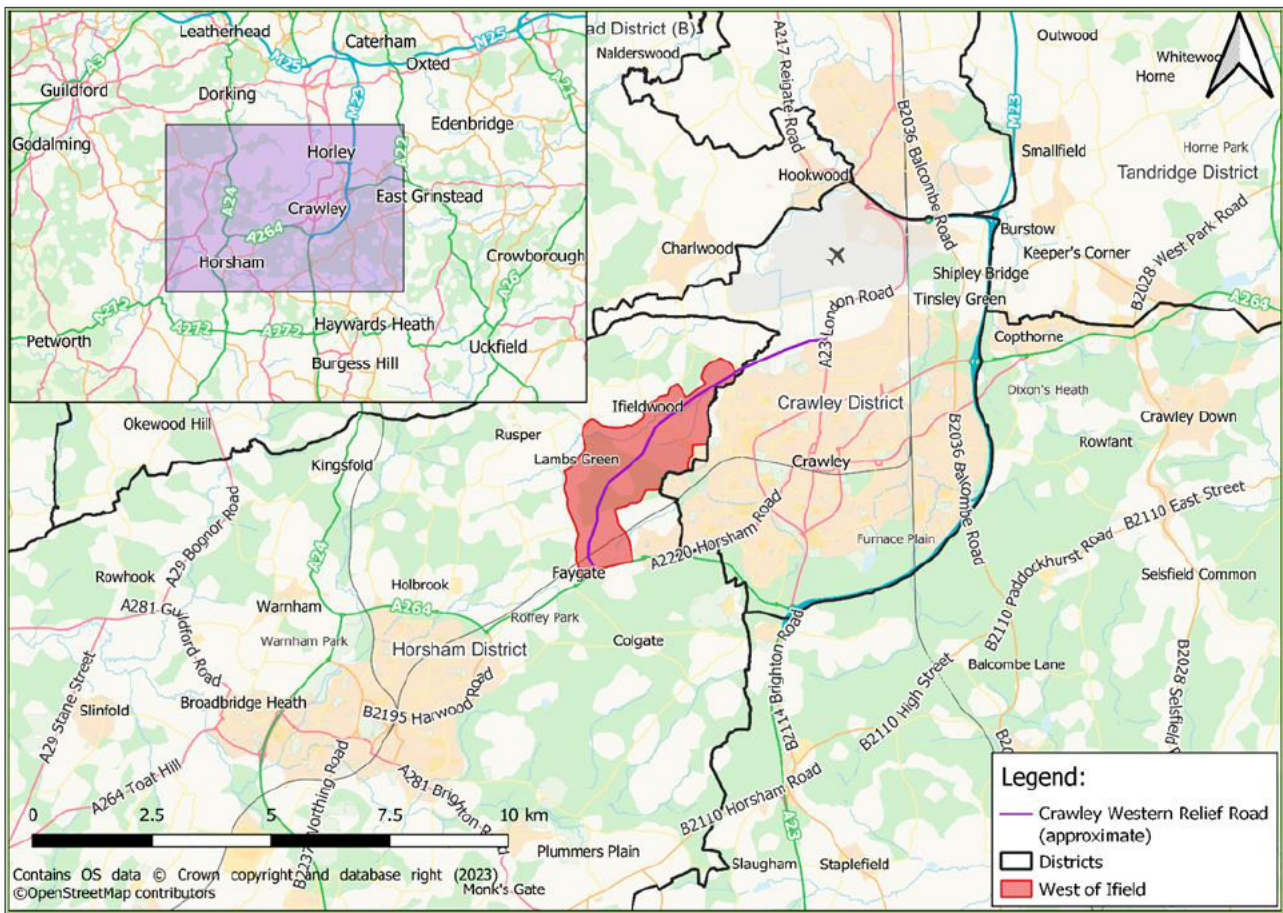 Leatherhead
Caterham
M25
M25
Oxted
A3
Guildford
Dorking
M23
A21
Godalming
Edenbridge
Horley
A22
A24
East Grinstead
Crawley
A264
Horsham
Crowborough
A26
A272
A272
A272
Haywards Heath
Petworth
Uckfield
Burgess Hill
ad District (B)
Nalderswood
A217 Reigate Road
Outwood
Horne
M23
B2036 Balcombe Road
Smallfield
Horne Park
Tandridge District
Hookwood
Burstow
Charlwood
Keeper's Corner
B2028 West Park Road
Shipley Bridge
Tinsley Green
A264
A23 London Road
Copthorne
Dixon's Heath
Ifieldwood
Crawley District
Crawley Down
Okewood Hill
Rusper
Rowfant
Kingsfold
Lambs Green
Crawley
B2036 Balcombe Road
A29 Bognor Road
A2220 Horsham Road
B2110 East Street
A24
Furnace Plain
B2110 Paddockhurst Road
Faygate
Rowhook
Holbrook
Selsfield Common
A281 Guildford Road
Warnham
A264
Roffey Park
Warnham Park
Colgate
Horsham District
B2114 Brighton Road
Balcombe Lane
A29 Stane Street
Slinfold
Broadbridge Heath
B2195 Harwood Road
B2110 High Street
B2028 Selsfield
A264 Toat Hill
A281 Brighton Road
B2237 Worthing Road
B2110 Horsham Road
A23
Plummers Plain
Slaugham
Staplefield
Monk's Gate
0 2.5 5 7.5 10 km
Contains OS data © Crown copyright and database right (2023)
©OpenStreetMap contributors
Legend:
Crawley Western Relief Road
(approximate)
Districts
West of Ifield